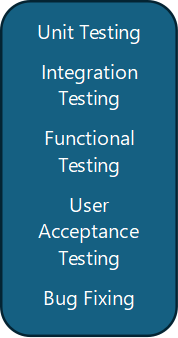 Unit Testing
Integration
Testing
Functional
Testing
User
Acceptance
Testing
Bug Fixing